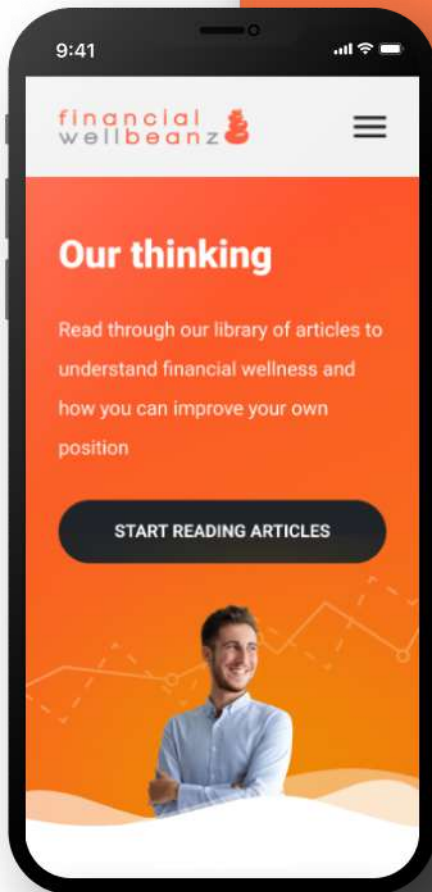 9:41
financial
wellbeanz
Our thinking
Read through our library of articles to
understand financial wellness and
how you can improve your own
position
START READING ARTICLES